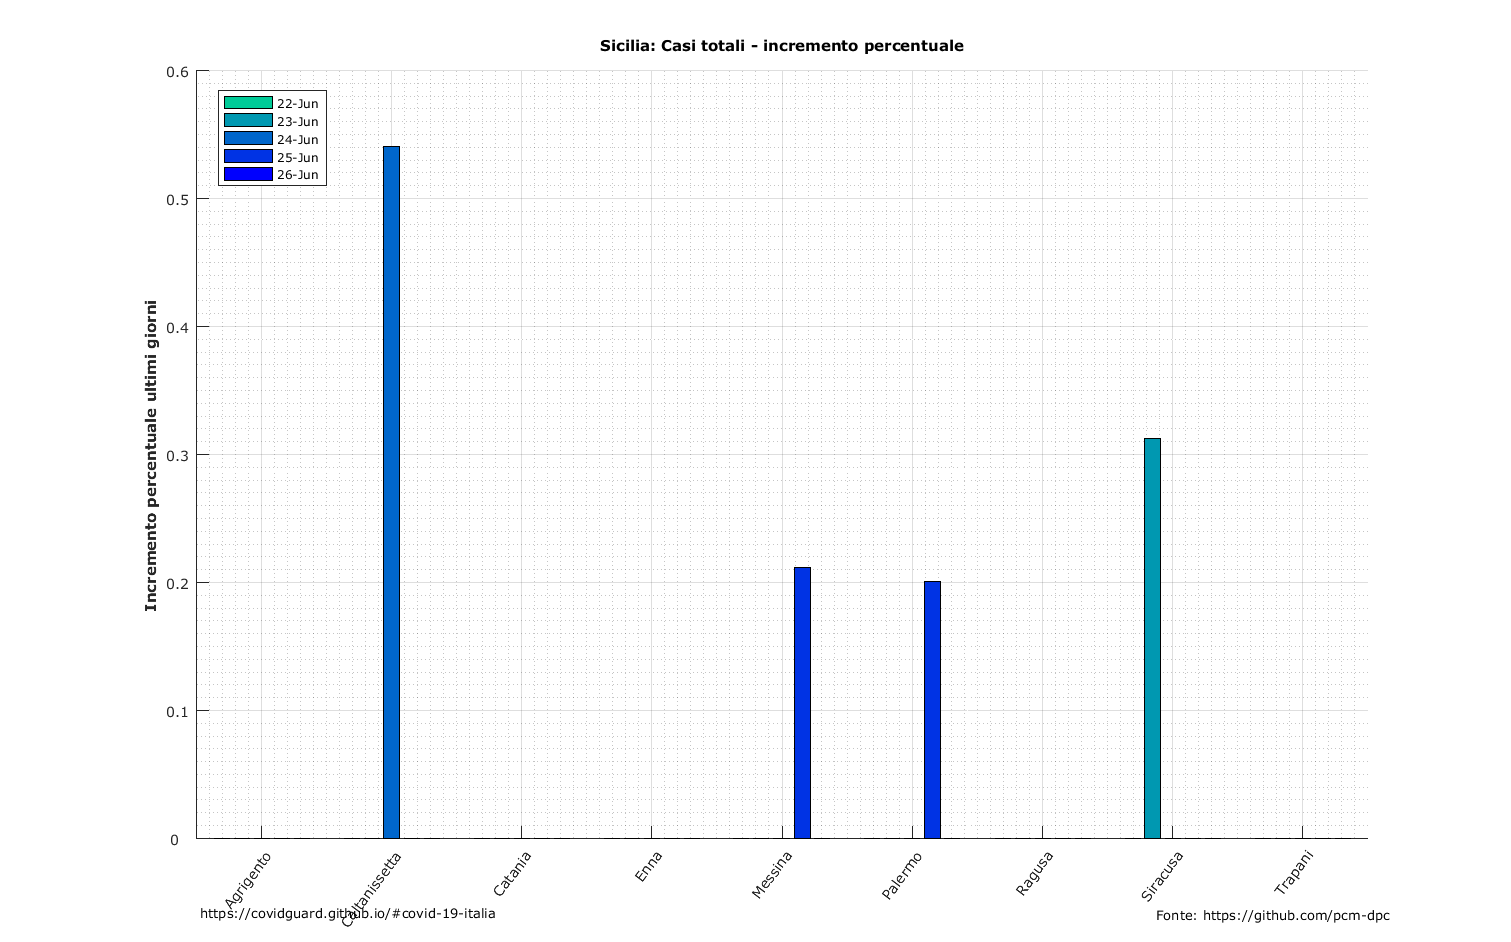 Sicilia: Casi totali - incremento percentuale
0.6
0.5
0.4
0.3
0.2
0.1
0
Incremento percentuale ultimi giorni
22-Jun
23-Jun
24-Jun
25-Jun
26-Jun
Agrigento
Caltanissetta
Catania
Enna
Messina
Palermo
Ragusa
Siracusa
Trapani
https://covidguard.github.io/#covid-19-italia
Fonte: https://github.com/pcm-dpc